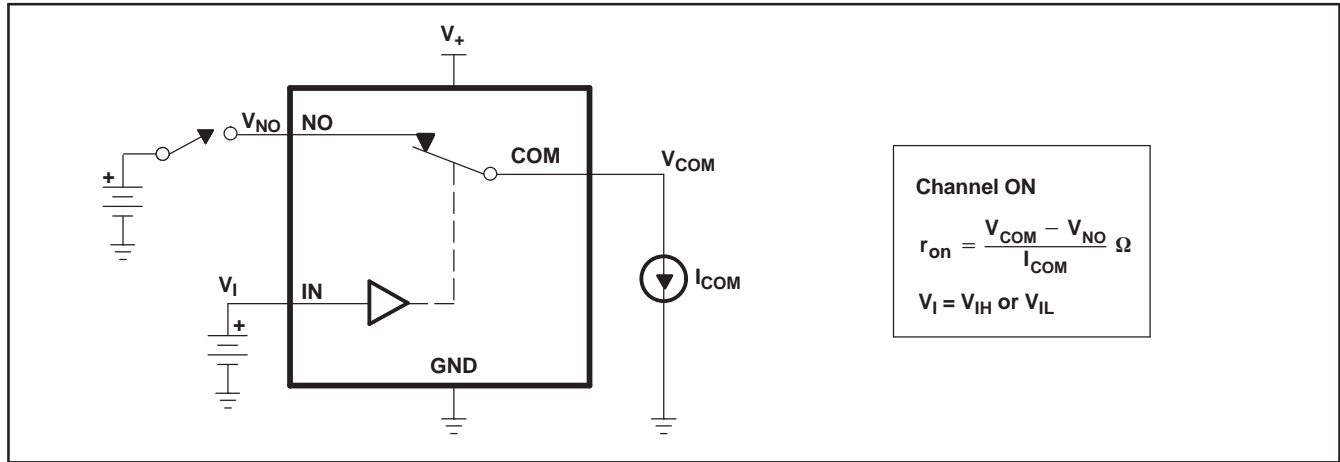 V+
VNO NO
COM
VCOM
+
VI
IN
+
ICOM
GND
Channel ON
ron = VCOM − VNO / ICOM Ω
VI = VIH or VIL